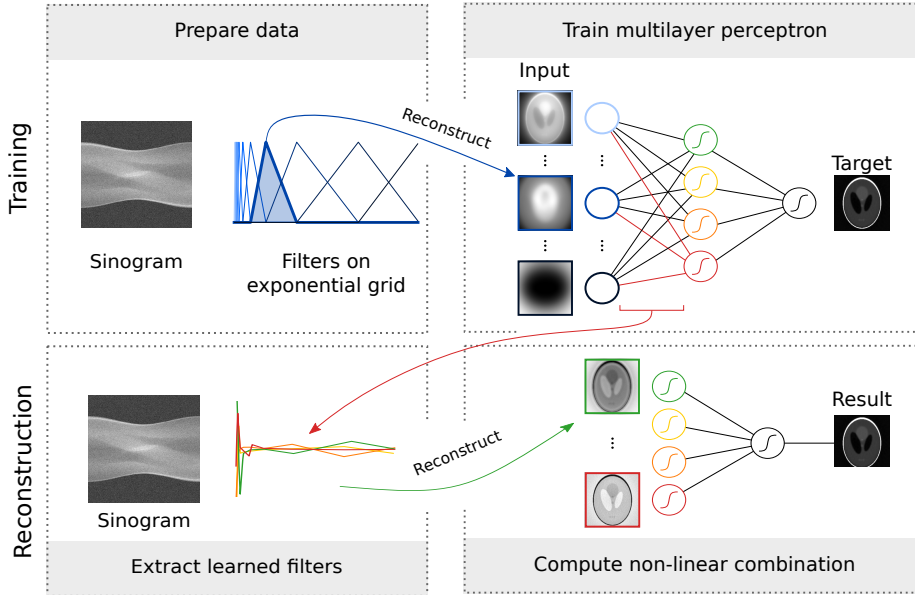 Prepare data
Train multilayer perceptron
Training
Input
Reconstruct
Target
Sinogram
Filters on
exponential grid
Reconstruction
Result
Reconstruct
Sinogram
Extract learned filters
Compute non-linear combination